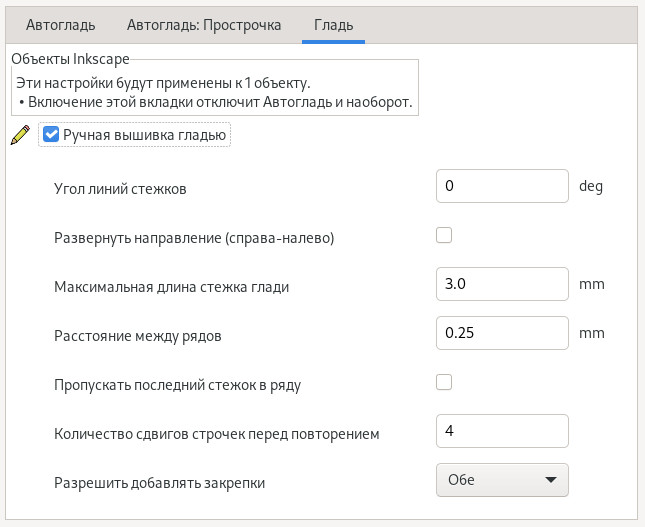 Автогладь Автогладь: Прострочка Гладь
Объекты Inkscape
Эти настройки будут применены к 1 объекту.
• Включение этой вкладки отключит Автогладь и наоборот.
Ручная вышивка гладью
Угол линий стежков 0 deg
Развернуть направление (справа-налево)
Максимальная длина стежка глади 3.0 mm
Расстояние между рядов 0.25 mm
Пропускать последний стежок в ряду
Количество сдвигов строчек перед повторением 4
Разрешить добавлять закрепки Обе